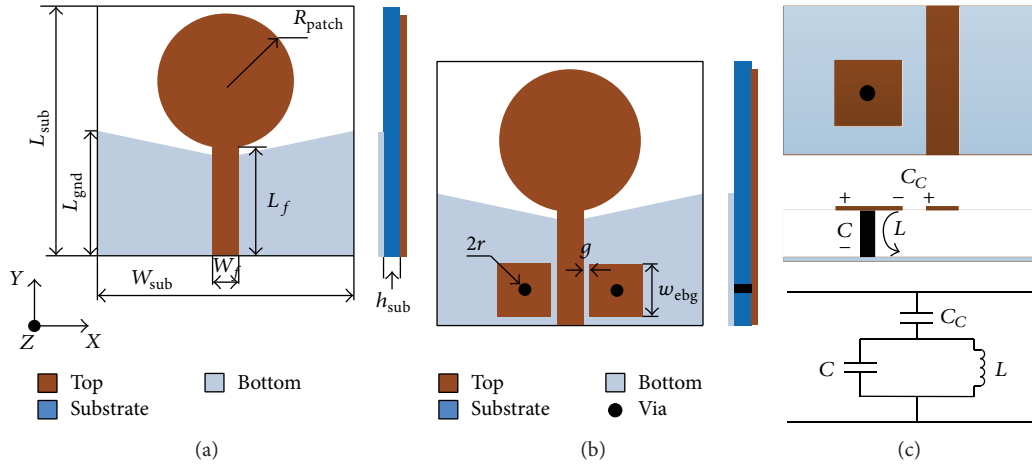 R_patch
L_sub
L_gnd
L_f
W_f
W_sub
h_sub
Y
Z
X
Top
Bottom
Substrate
(a)
2r
g
w_ebg
Top
Bottom
Substrate
Via
(b)
C_C
+
−
+
C
L
−
C_C
C
L
(c)